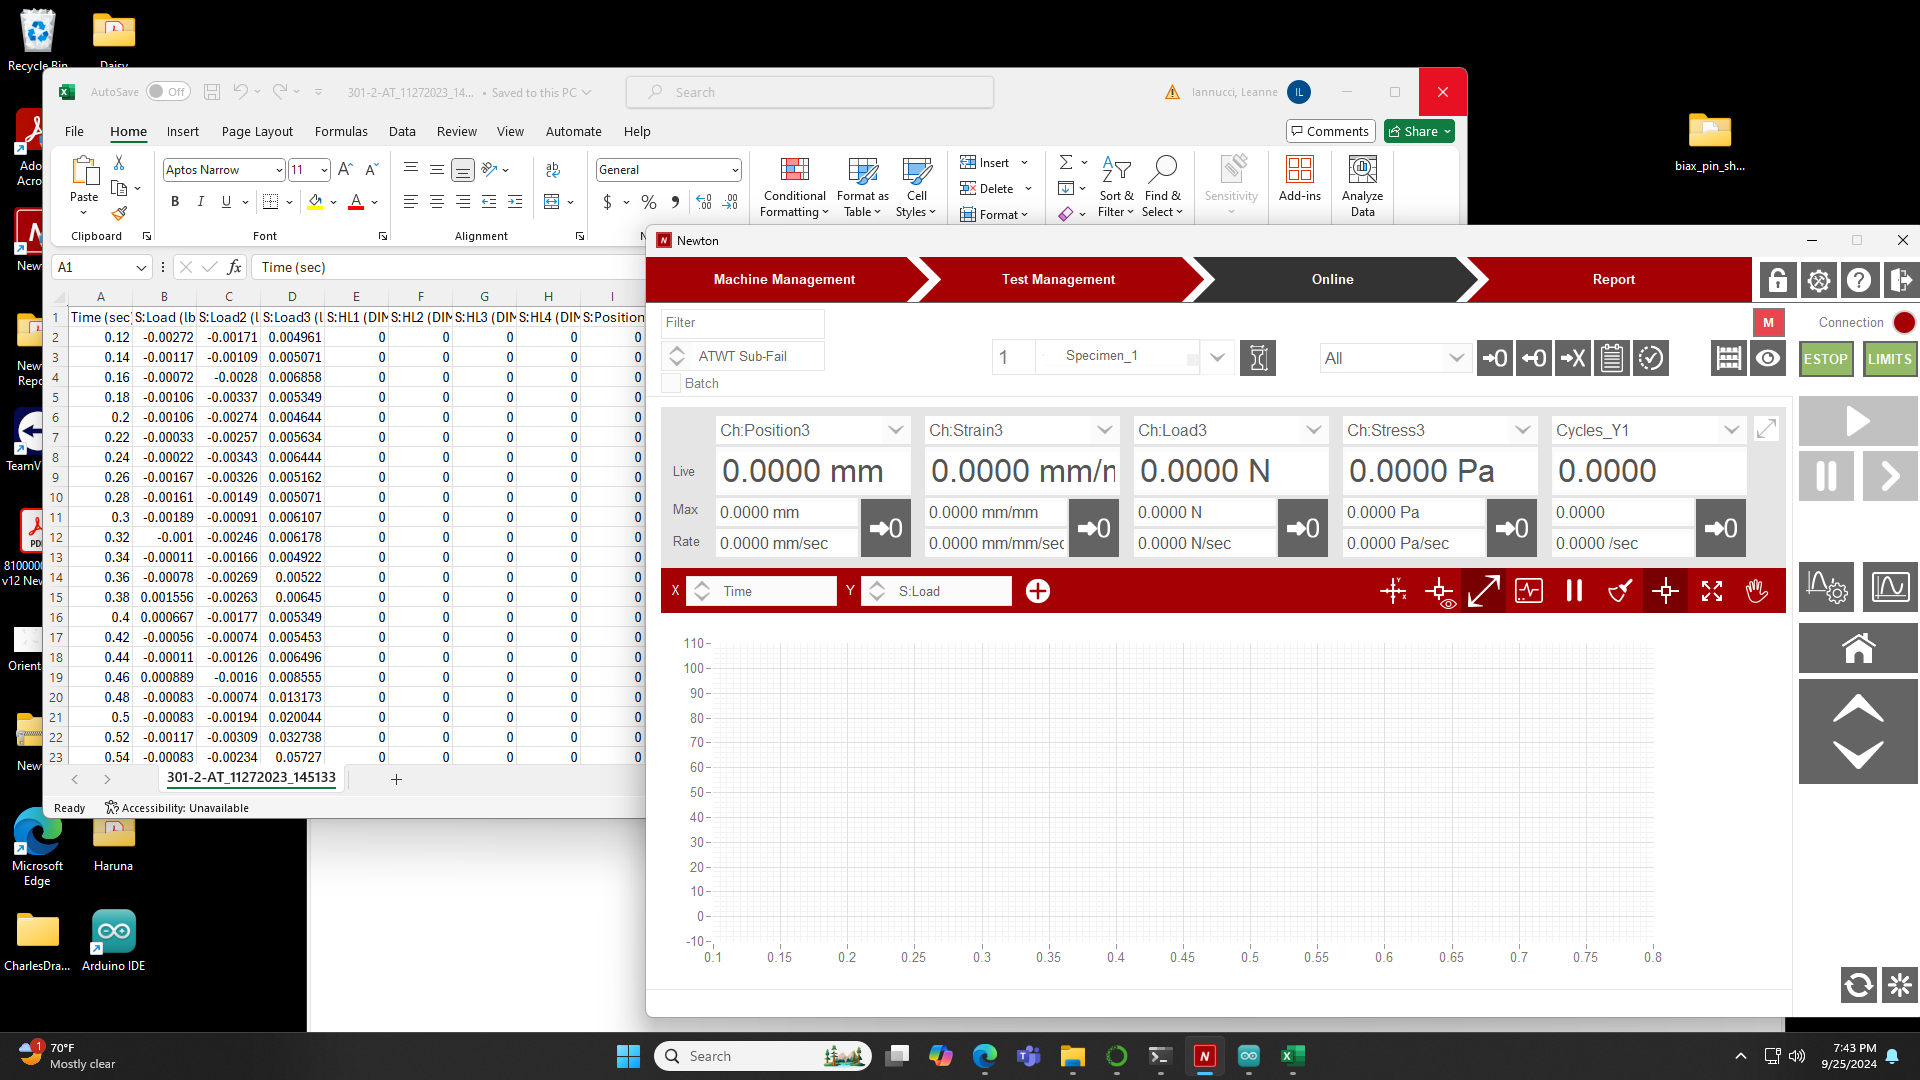 Recycle Bin
Daisy
AutoSave Off 301-2-AT_11272023_14... • Saved to this PC Search Iannucci, Leanne IL
File Home Insert Page Layout Formulas Data Review View Automate Help Comments Share
Paste Aptos Narrow 11 General Conditional Formatting Format as Table Cell Styles Insert Delete Format Sort & Filter Find & Select Sensitivity Add-ins Analyze Data
Clipboard Font Alignment
A1 Time (sec)
A B C D E F G H I
1 Time (sec S:Load (lb S:Load2 (l S:Load3 (l S:HL1 (DIM S:HL2 (DIM S:HL3 (DIM S:HL4 (DIM S:Position
2 0.12 -0.00272 -0.00171 0.004961 0 0 0 0 0
3 0.14 -0.00117 -0.00109 0.005071 0 0 0 0 0
4 0.16 -0.00072 -0.0028 0.006858 0 0 0 0 0
5 0.18 -0.00106 -0.00337 0.005349 0 0 0 0 0
6 0.2 -0.00106 -0.00274 0.004644 0 0 0 0 0
7 0.22 -0.00033 -0.00257 0.005634 0 0 0 0 0
8 0.24 -0.00022 -0.00343 0.006444 0 0 0 0 0
9 0.26 -0.00167 -0.00326 0.005162 0 0 0 0 0
10 0.28 -0.00161 -0.00149 0.005071 0 0 0 0 0
11 0.3 -0.00189 -0.00091 0.006107 0 0 0 0 0
12 0.32 -0.001 -0.00246 0.006178 0 0 0 0 0
13 0.34 -0.00011 -0.00166 0.004922 0 0 0 0 0
14 0.36 -0.00078 -0.00269 0.00522 0 0 0 0 0
15 0.38 0.001556 -0.00263 0.00645 0 0 0 0 0
16 0.4 0.000667 -0.00177 0.005349 0 0 0 0 0
17 0.42 -0.00056 -0.00074 0.005453 0 0 0 0 0
18 0.44 -0.00011 -0.00126 0.006496 0 0 0 0 0
19 0.46 0.000889 -0.0016 0.008555 0 0 0 0 0
20 0.48 -0.00083 -0.00074 0.013173 0 0 0 0 0
21 0.5 -0.00083 -0.00194 0.020044 0 0 0 0 0
22 0.52 -0.00117 -0.00309 0.032738 0 0 0 0 0
23 0.54 -0.00083 -0.00234 0.05727 0 0 0 0 0
301-2-AT_11272023_145133
Ready Accessibility: Unavailable
Ado
Acro
New
New
Repo
TeamV
PD
810000
v12 New
Orient
New
Microsoft
Edge
Haruna
CharlesDra...
Arduino IDE
biax_pin_sh...
Newton
Machine Management Test Management Online Report
Filter M Connection
ATWT Sub-Fail 1 Specimen_1 All ESTOP LIMITS
Batch
Ch:Position3 Ch:Strain3 Ch:Load3 Ch:Stress3 Cycles_Y1
Live 0.0000 mm 0.0000 mm/r 0.0000 N 0.0000 Pa 0.0000
Max 0.0000 mm 0.0000 mm/mm 0.0000 N 0.0000 Pa 0.0000
Rate 0.0000 mm/sec 0.0000 mm/mm/sec 0.0000 N/sec 0.0000 Pa/sec 0.0000 /sec
X Time Y S:Load
110
100
90
80
70
60
50
40
30
20
10
0
-10
0.1 0.15 0.2 0.25 0.3 0.35 0.4 0.45 0.5 0.55 0.6 0.65 0.7 0.75 0.8
1 70°F
Mostly clear
Search
7:43 PM
9/25/2024